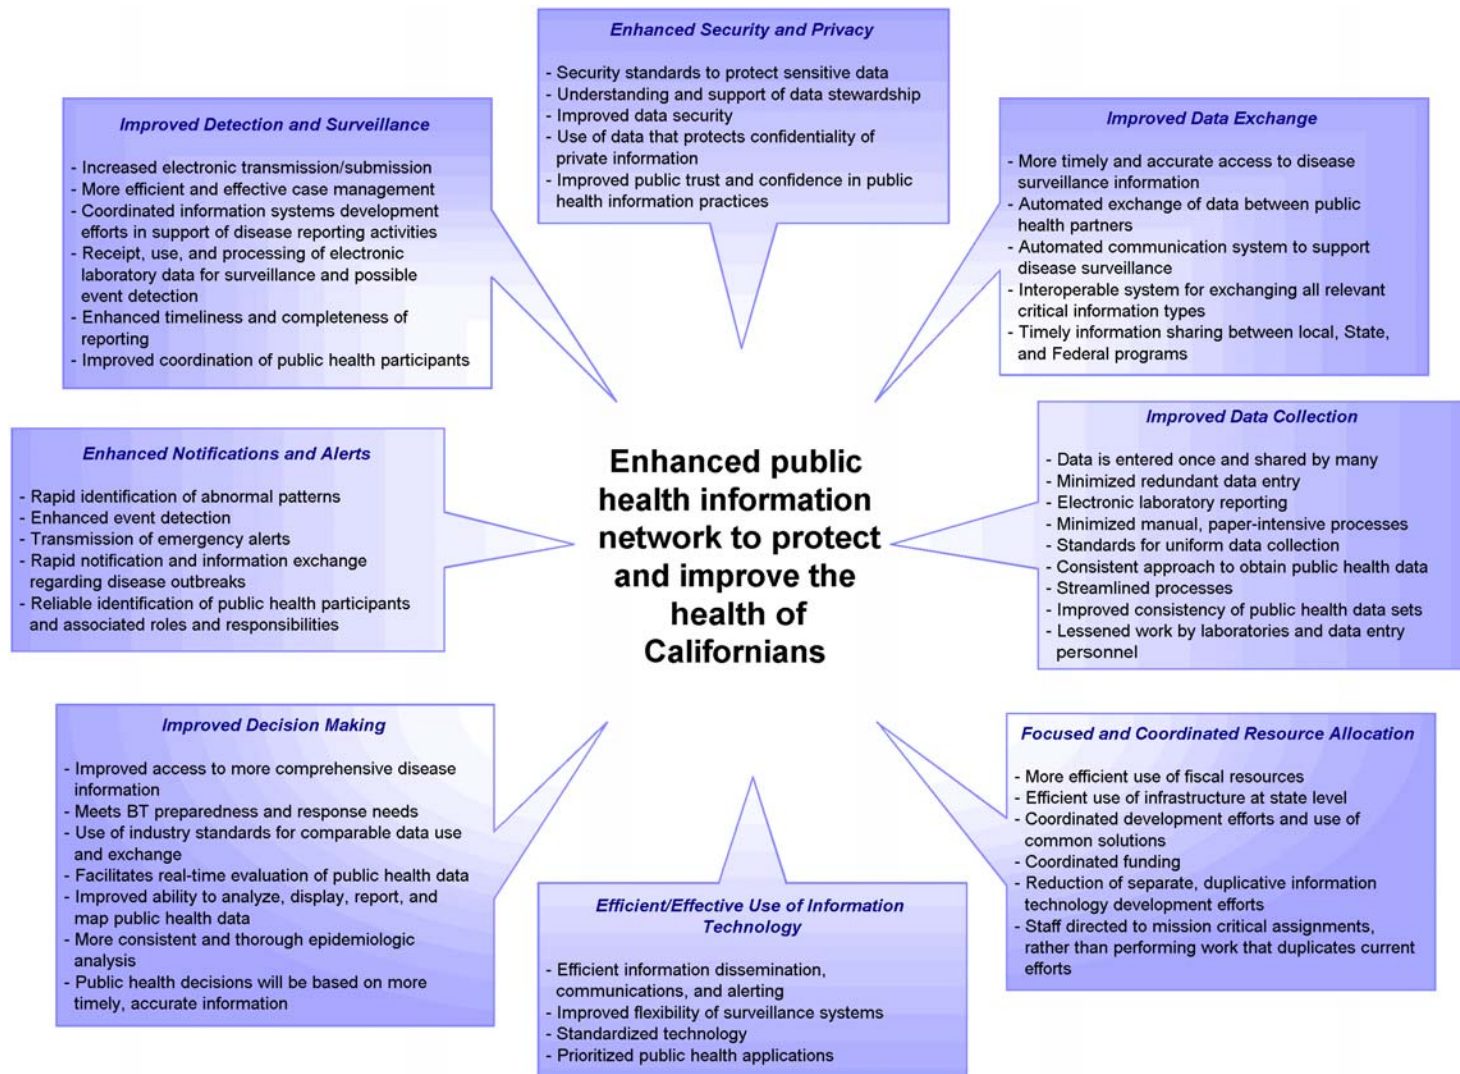 Enhanced Security and Privacy
- Security standards to protect sensitive data
- Understanding and support of data stewardship
- Improved data security
- Use of data that protects confidentiality of
private information
- Improved public trust and confidence in public
health information practices
Improved Detection and Surveillance
- Increased electronic transmission/submission
- More efficient and effective case management
- Coordinated information systems development
efforts in support of disease reporting activities
- Receipt, use, and processing of electronic
laboratory data for surveillance and possible
event detection
- Enhanced timeliness and completeness of
reporting
- Improved coordination of public health participants
Improved Data Exchange
- More timely and accurate access to disease
surveillance information
- Automated exchange of data between public
health partners
- Automated communication system to support
disease surveillance
- Interoperable system for exchanging all relevant
critical information types
- Timely information sharing between local, State,
and Federal programs
Enhanced Notifications and Alerts
- Rapid identification of abnormal patterns
- Enhanced event detection
- Transmission of emergency alerts
- Rapid notification and information exchange
regarding disease outbreaks
- Reliable identification of public health participants
and associated roles and responsibilities
Enhanced public
health information
network to protect
and improve the
health of
Californians
Improved Data Collection
- Data is entered once and shared by many
- Minimized redundant data entry
- Electronic laboratory reporting
- Minimized manual, paper-intensive processes
- Standards for uniform data collection
- Consistent approach to obtain public health data
- Streamlined processes
- Improved consistency of public health data sets
- Lessened work by laboratories and data entry
personnel
Improved Decision Making
- Improved access to more comprehensive disease
information
- Meets BT preparedness and response needs
- Use of industry standards for comparable data use
and exchange
- Facilitates real-time evaluation of public health data
- Improved ability to analyze, display, report, and
map public health data
- More consistent and thorough epidemiologic
analysis
- Public health decisions will be based on more
timely, accurate information
Efficient/Effective Use of Information
Technology
- Efficient information dissemination,
communications, and alerting
- Improved flexibility of surveillance systems
- Standardized technology
- Prioritized public health applications
Focused and Coordinated Resource Allocation
- More efficient use of fiscal resources
- Efficient use of infrastructure at state level
- Coordinated development efforts and use of
common solutions
- Coordinated funding
- Reduction of separate, duplicative information
technology development efforts
- Staff directed to mission critical assignments,
rather than performing work that duplicates current
efforts